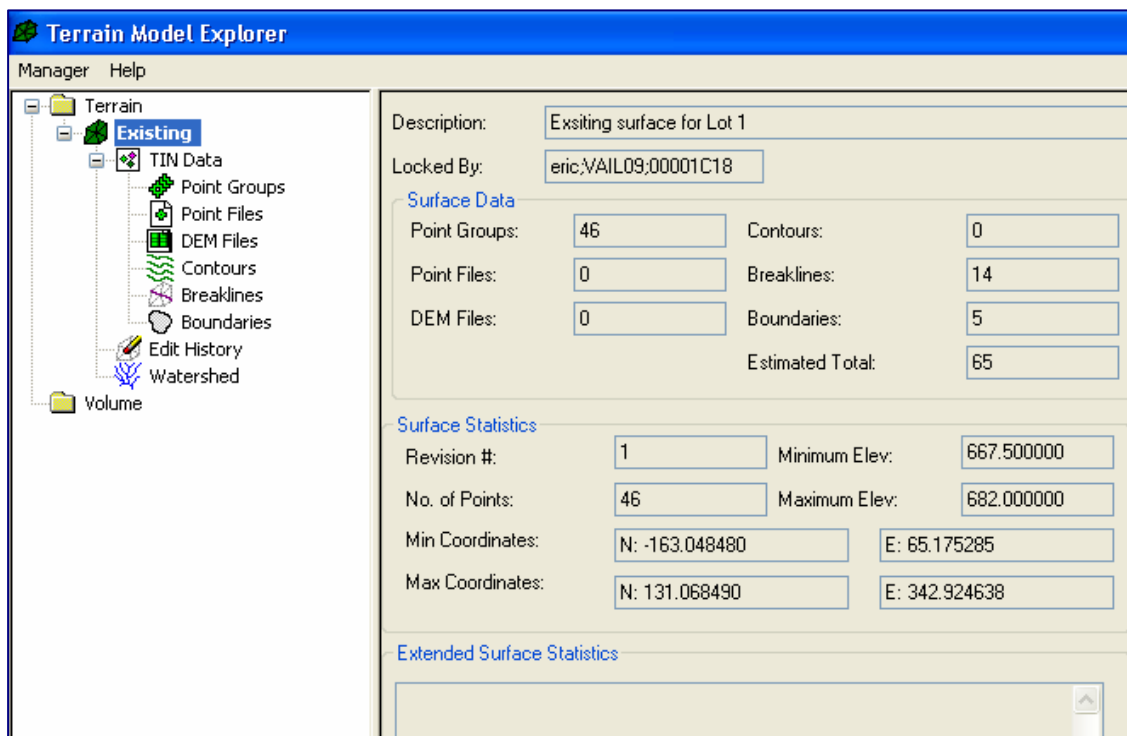 Terrain Model Explorer
Manager Help
Terrain
Existing
TIN Data
Point Groups
Point Files
DEM Files
Contours
Breaklines
Boundaries
Edit History
Watershed
Volume
Description: Exsiting surface for Lot 1
Locked By: eric;VAIL09;00001C18
Surface Data
Point Groups: 46 Contours: 0
Point Files: 0 Breaklines: 14
DEM Files: 0 Boundaries: 5
Estimated Total: 65
Surface Statistics
Revision #: 1 Minimum Elev: 667.500000
No. of Points: 46 Maximum Elev: 682.000000
Min Coordinates: N: -163.048480 E: 65.175285
Max Coordinates: N: 131.068490 E: 342.924638
Extended Surface Statistics